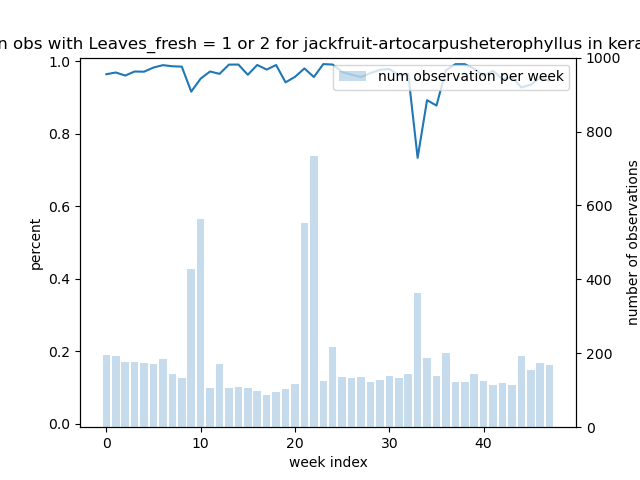 n obs with Leaves_fresh = 1 or 2 for jackfruit-artocarpusheterophyllus in kera
num observation per week
1.0
0.8
0.6
0.4
0.2
0.0
percent
1000
800
600
400
200
0
number of observations
0 10 20 30 40
week index